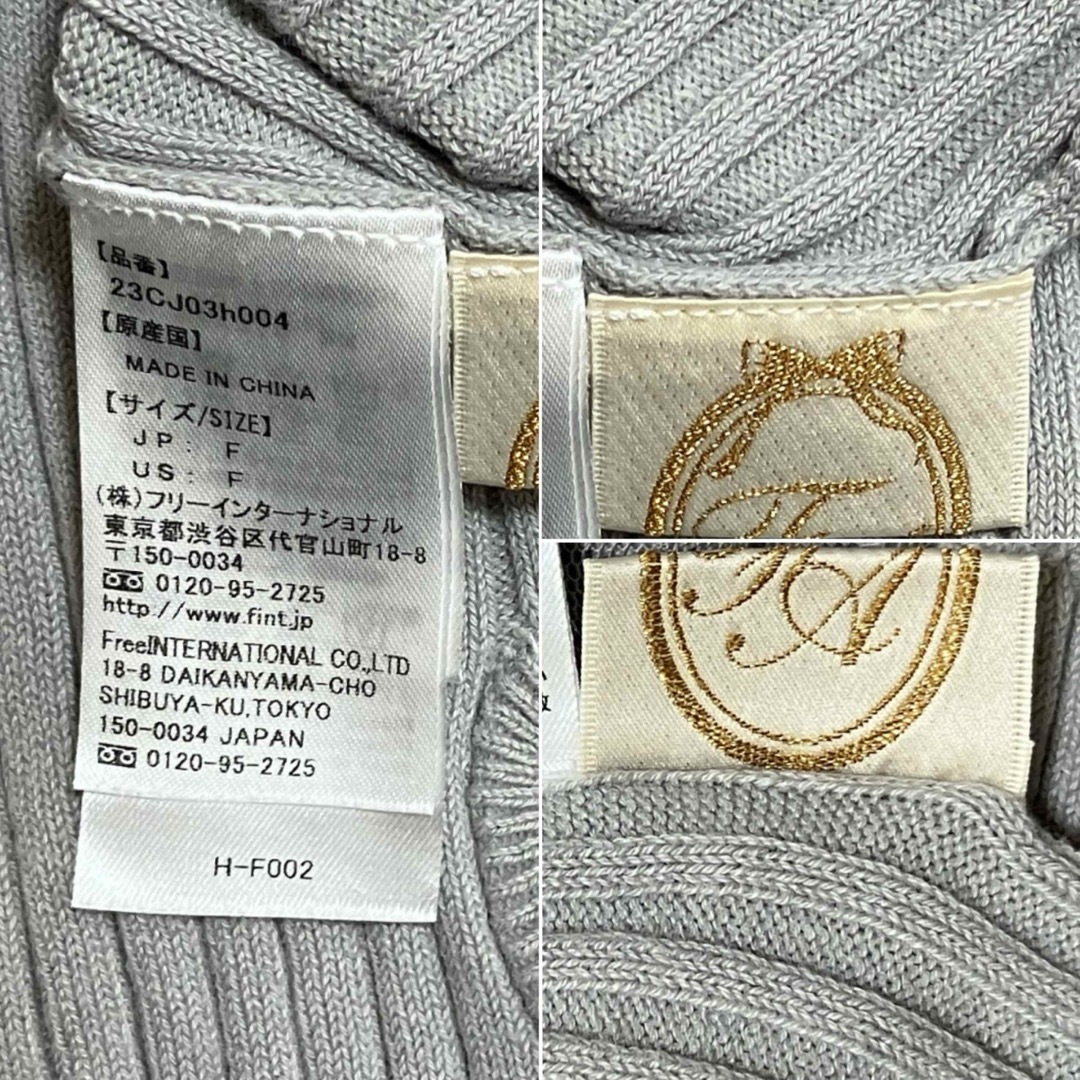 【品番】
23CJ03h004
【原産国】
MADE IN CHINA
【サイズ/SIZE】
JP: F
US: F
(株)フリーインターナショナル
東京都渋谷区代官山町18-8
〒150-0034
0120-95-2725
http://www.fint.jp
FreeINTERNATIONAL CO.,LTD
18-8 DAIKANYAMA-CHO
SHIBUYA-KU,TOKYO
150-0034 JAPAN
0120-95-2725
H-F002